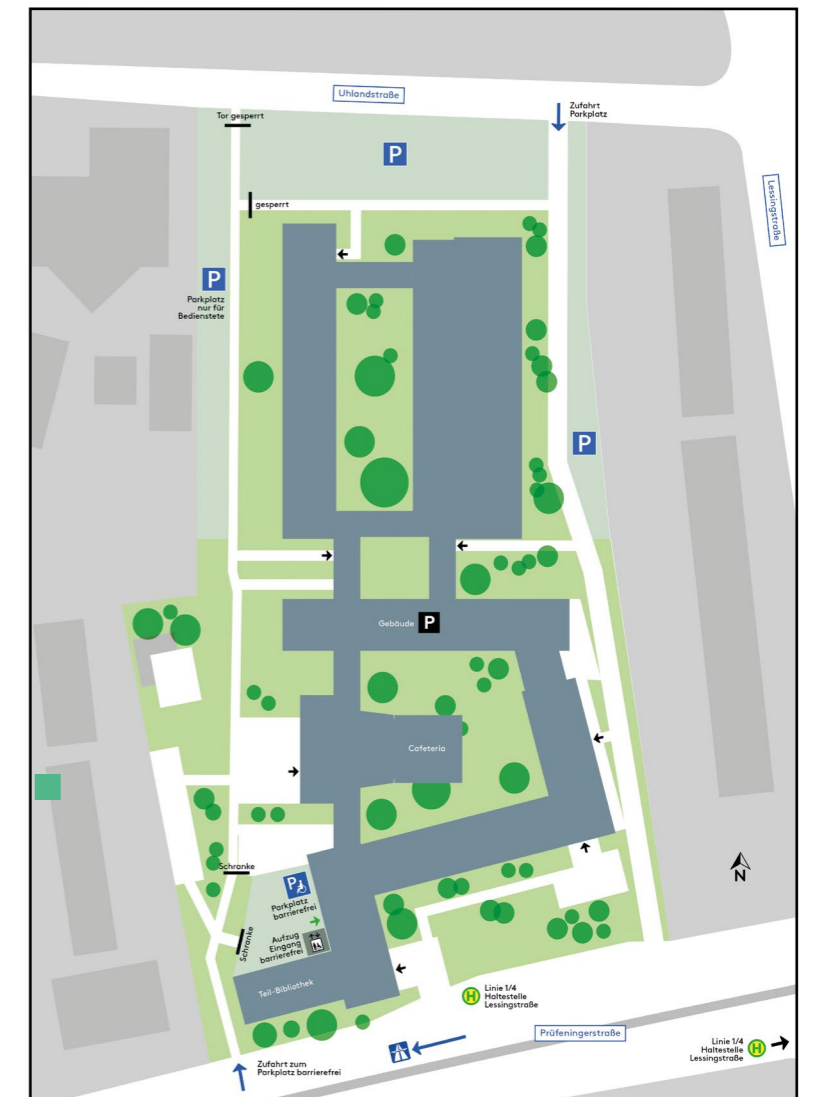 Uhlandstraße
Zufahrt
Parkplatz
Tor gesperrt
P
Lessingstraße
gesperrt
P
Parkplatz
nur für
Bedienstete
P
Gebäude P
Cafeteria
Schranke
P
Parkplatz
barrierefrei
Schranke
Aufzug
Eingang
barrierefrei
Teil-Bibliothek
N
H
Linie 1/4
Haltestelle
Lessingstraße
Prüfeningerstraße
Linie 1/4
Haltestelle
Lessingstraße
H
Zufahrt zum
Parkplatz barrierefrei